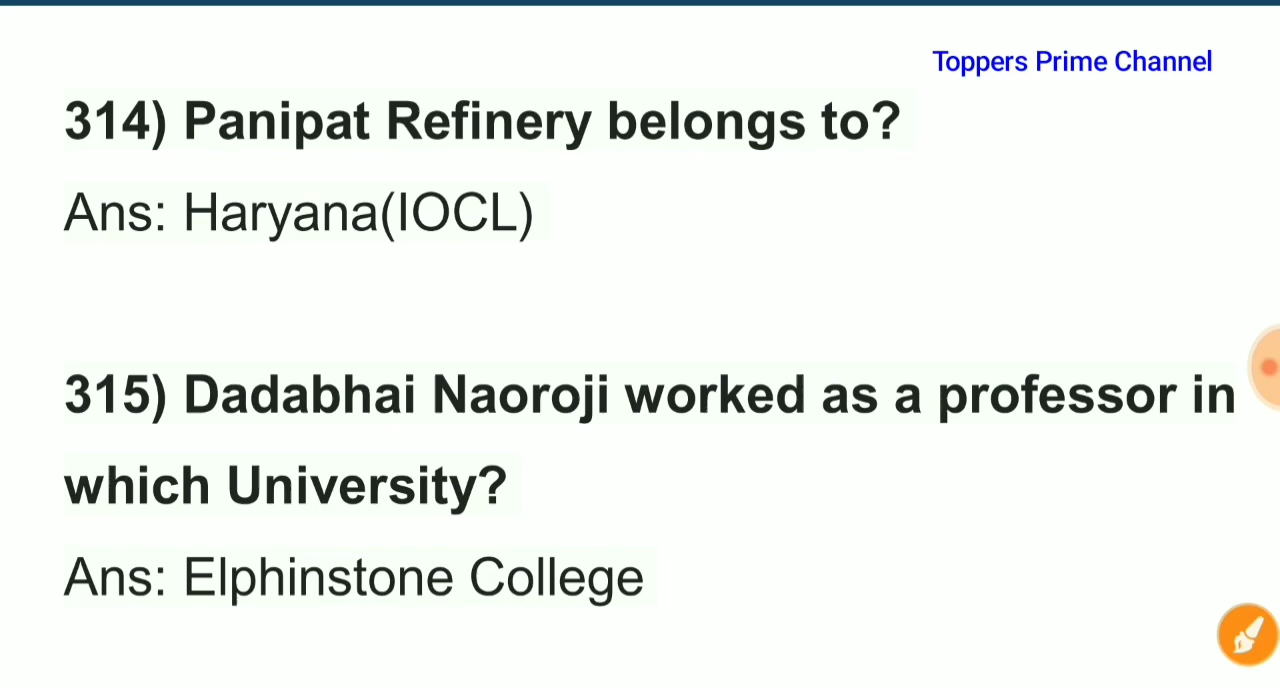 Toppers Prime Channel
314) Panipat Refinery belongs to?
Ans: Haryana(IOCL)
315) Dadabhai Naoroji worked as a professor in
which University?
Ans: Elphinstone College